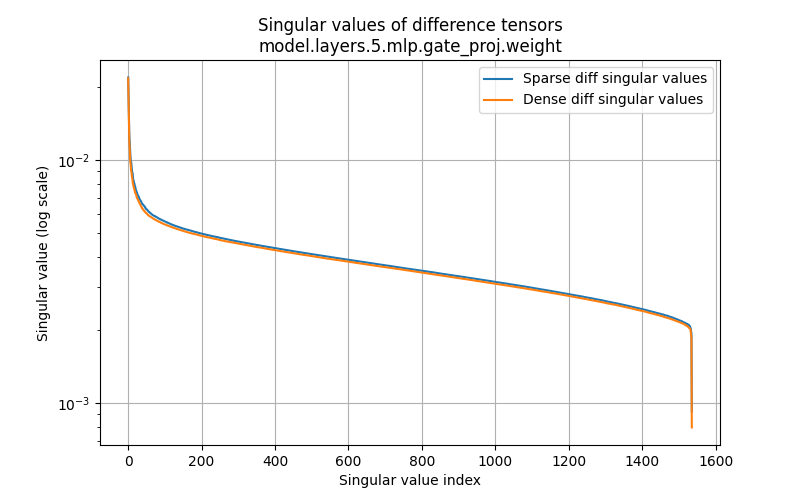 Singular values of difference tensors
model.layers.5.mlp.gate_proj.weight
Sparse diff singular values
Dense diff singular values
Singular value (log scale)
10⁻²
10⁻³
0 200 400 600 800 1000 1200 1400 1600
Singular value index